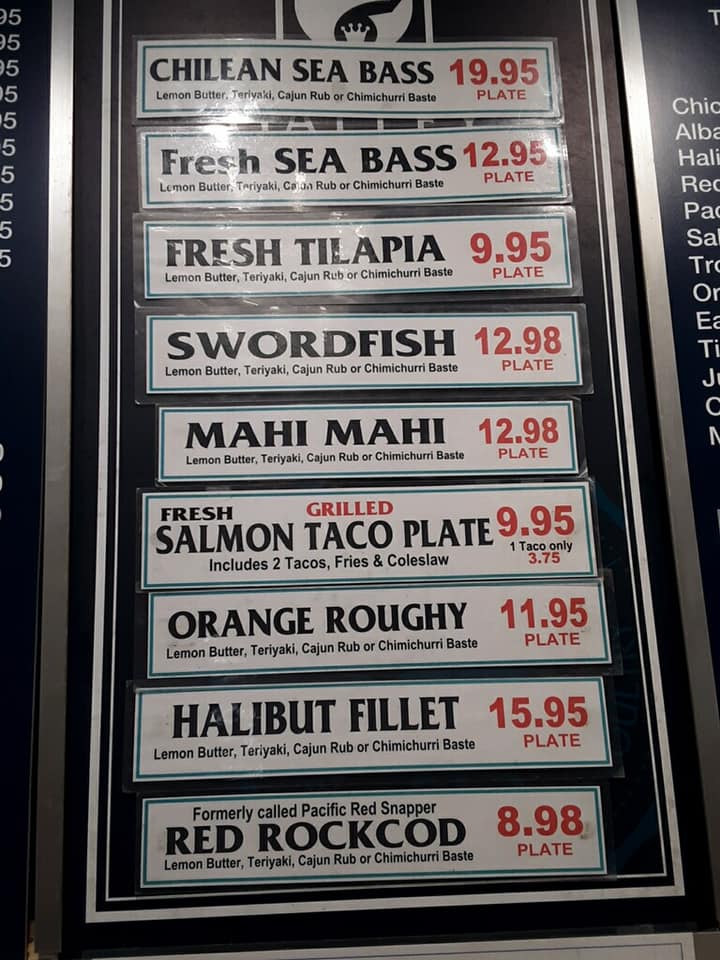 CHILEAN SEA BASS 19.95
Lemon Butter, Teriyaki, Cajun Rub or Chimichurri Baste PLATE
Fresh SEA BASS 12.95
Lemon Butter, Teriyaki, Cajun Rub or Chimichurri Baste PLATE
FRESH TILAPIA 9.95
Lemon Butter, Teriyaki, Cajun Rub or Chimichurri Baste PLATE
SWORDFISH 12.98
Lemon Butter, Teriyaki, Cajun Rub or Chimichurri Baste PLATE
MAHI MAHI 12.98
Lemon Butter, Teriyaki, Cajun Rub or Chimichurri Baste PLATE
FRESH GRILLED
SALMON TACO PLATE 9.95
Includes 2 Tacos, Fries & Coleslaw 1 Taco only
3.75
ORANGE ROUGHY 11.95
Lemon Butter, Teriyaki, Cajun Rub or Chimichurri Baste PLATE
HALIBUT FILLET 15.95
Lemon Butter, Teriyaki, Cajun Rub or Chimichurri Baste PLATE
Formerly called Pacific Red Snapper
RED ROCKCOD 8.98
Lemon Butter, Teriyaki, Cajun Rub or Chimichurri Baste PLATE